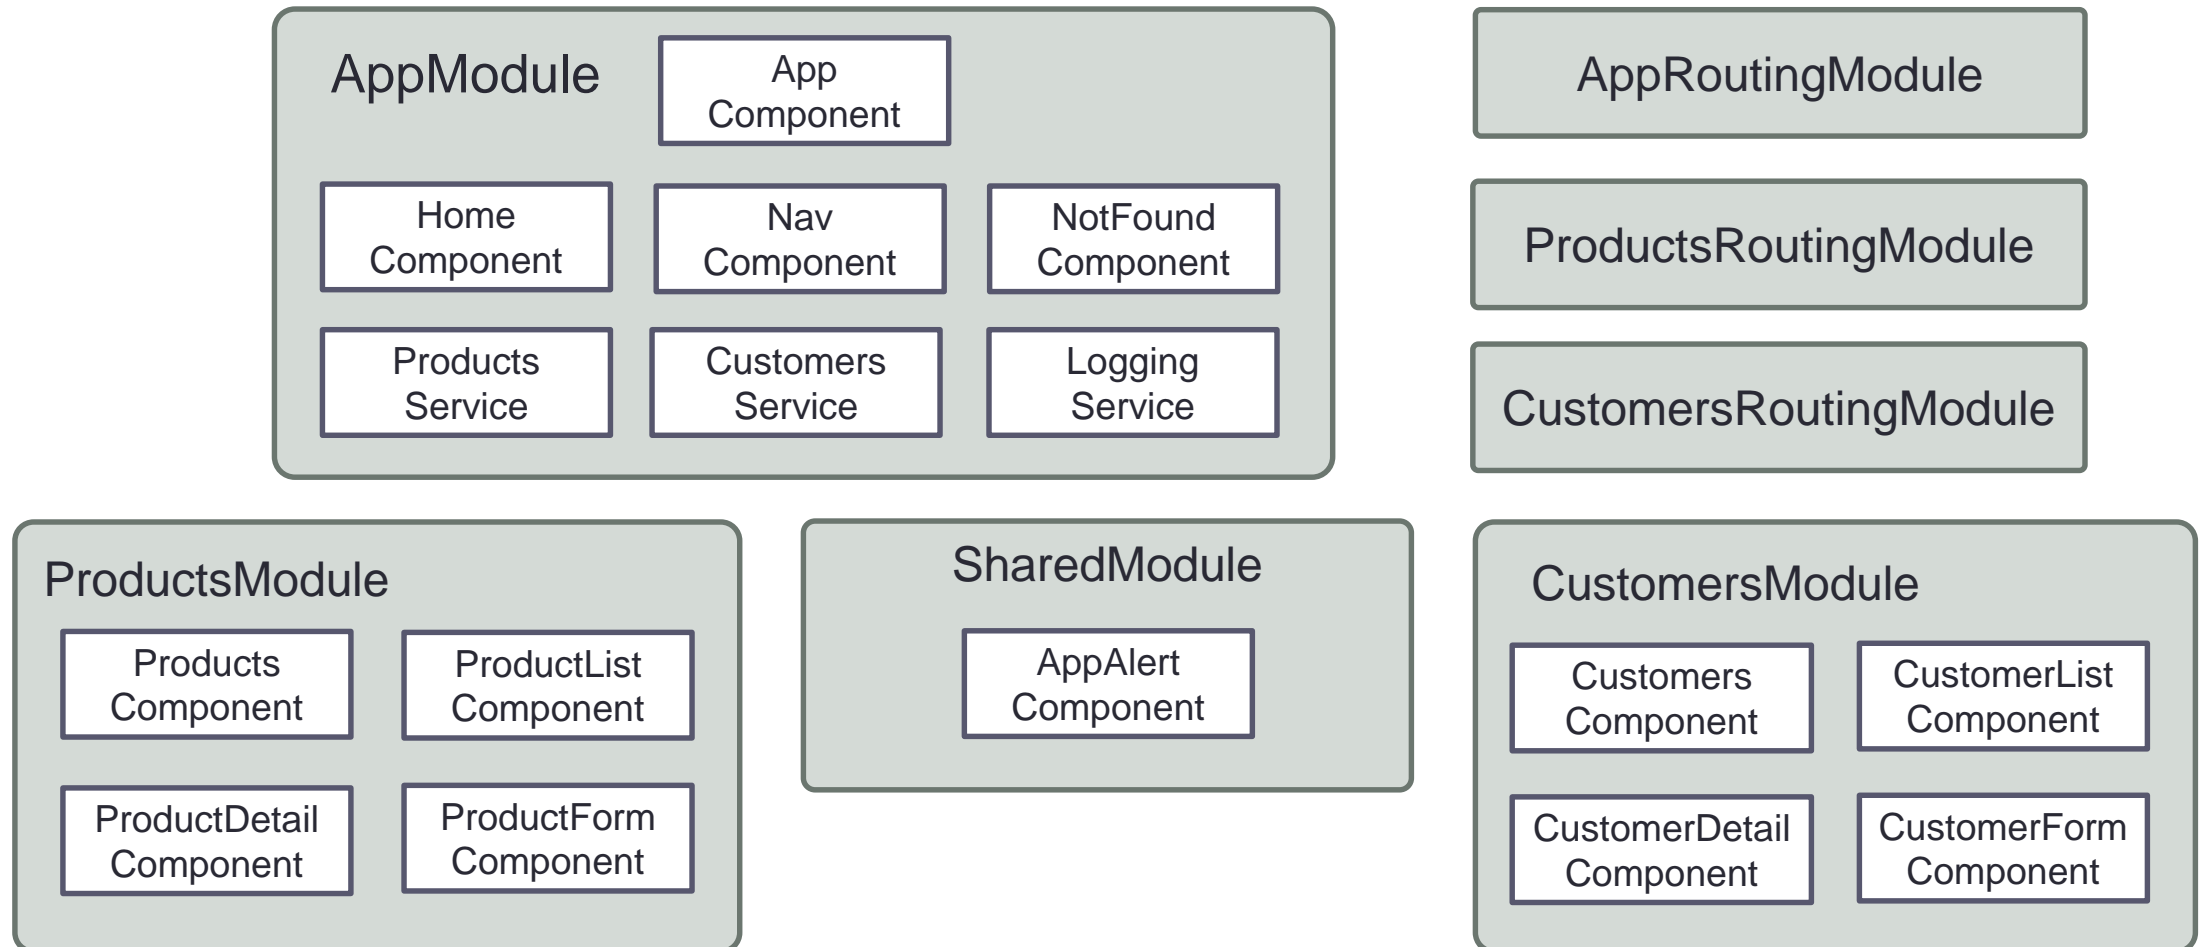 AppModule
App
Component
Home
Component
Nav
Component
NotFound
Component
Products
Service
Customers
Service
Logging
Service
AppRoutingModule
ProductsRoutingModule
CustomersRoutingModule
ProductsModule
Products
Component
ProductList
Component
ProductDetail
Component
ProductForm
Component
SharedModule
AppAlert
Component
CustomersModule
Customers
Component
CustomerList
Component
CustomerDetail
Component
CustomerForm
Component